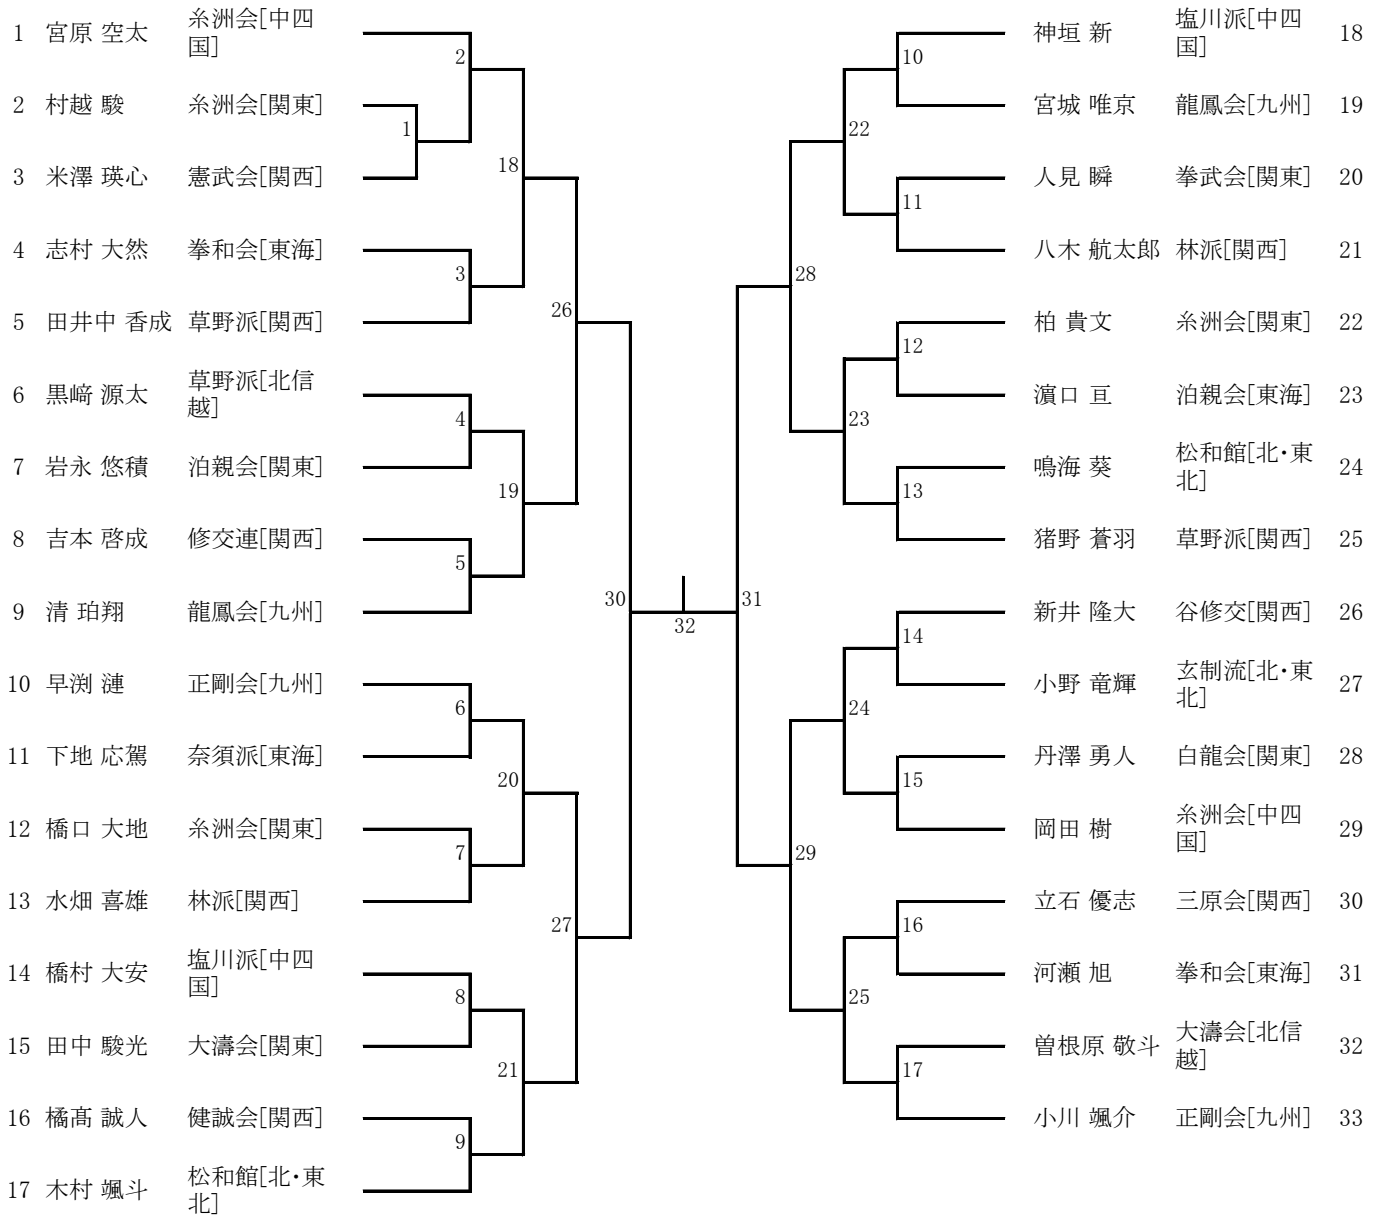 1 宮原 空太 糸洲会[中四
国]
2 村越 駿 糸洲会[関東]
3 米澤 瑛心 憲武会[関西]
4 志村 大然 拳和会[東海]
5 田井中 香成 草野派[関西]
6 黒﨑 源太 草野派[北信
越]
7 岩永 悠積 泊親会[関東]
8 吉本 啓成 修交連[関西]
9 清 珀翔 龍鳳会[九州]
10 早渕 漣 正剛会[九州]
11 下地 応駕 奈須派[東海]
12 橋口 大地 糸洲会[関東]
13 水畑 喜雄 林派[関西]
14 橋村 大安 塩川派[中四
国]
15 田中 駿光 大濤会[関東]
16 橘髙 誠人 健誠会[関西]
17 木村 颯斗 松和館[北・東
北]
2
1
18
3
26
4
19
5
30
6
20
7
27
8
21
9
32
31
10
22
11
28
12
23
13
14
24
15
29
16
25
17
神垣 新 塩川派[中四
国] 18
宮城 唯京 龍鳳会[九州] 19
人見 瞬 拳武会[関東] 20
八木 航太郎 林派[関西] 21
柏 貴文 糸洲会[関東] 22
濵口 亘 泊親会[東海] 23
鳴海 葵 松和館[北・東
北] 24
猪野 蒼羽 草野派[関西] 25
新井 隆大 谷修交[関西] 26
小野 竜輝 玄制流[北・東
北] 27
丹澤 勇人 白龍会[関東] 28
岡田 樹 糸洲会[中四
国] 29
立石 優志 三原会[関西] 30
河瀬 旭 拳和会[東海] 31
曽根原 敬斗 大濤会[北信
越] 32
小川 颯介 正剛会[九州] 33